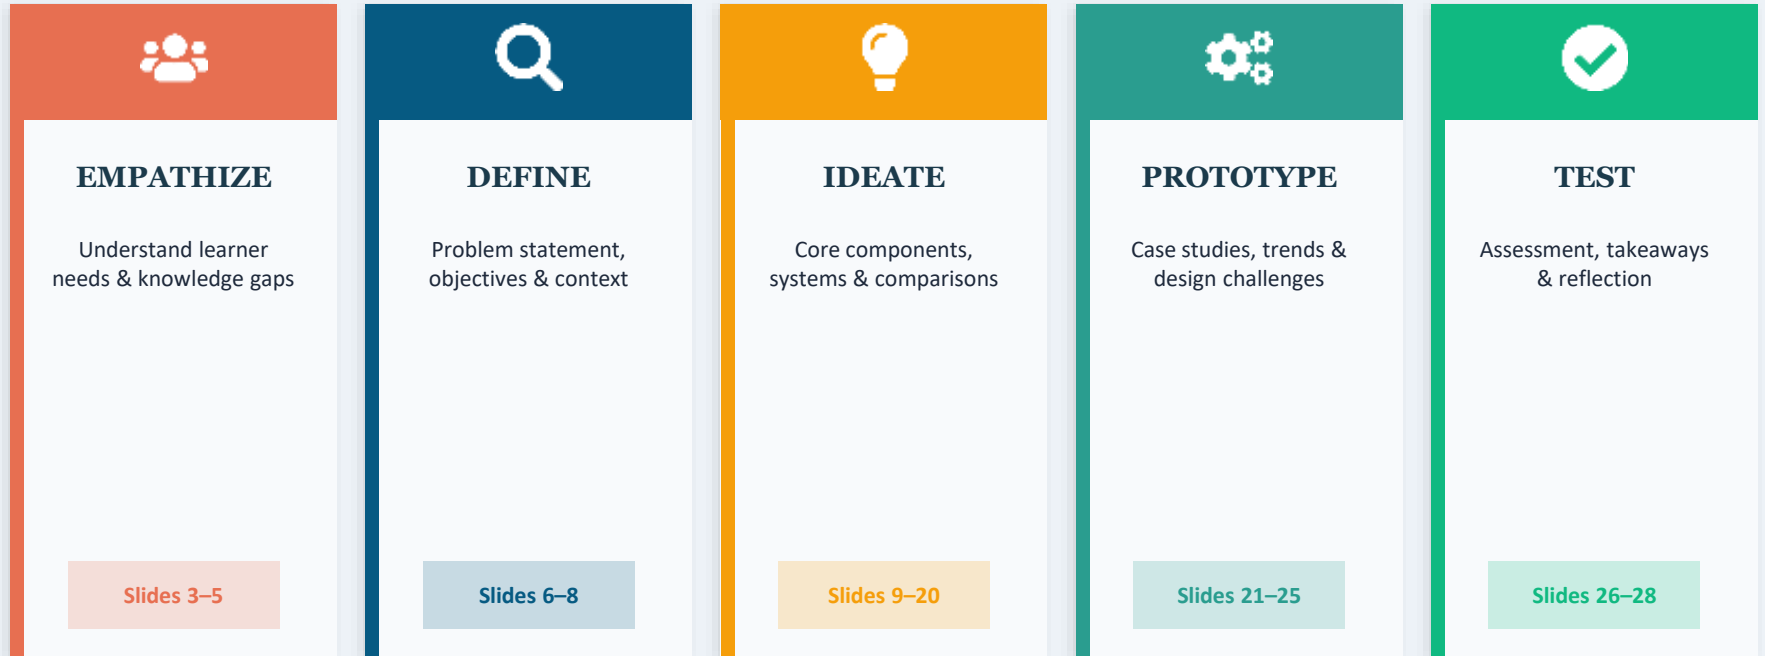 EMPATHIZE
Understand learner
needs & knowledge gaps
Slides 3–5
DEFINE
Problem statement,
objectives & context
Slides 6–8
IDEATE
Core components,
systems & comparisons
Slides 9–20
PROTOTYPE
Case studies, trends &
design challenges
Slides 21–25
TEST
Assessment, takeaways
& reflection
Slides 26–28